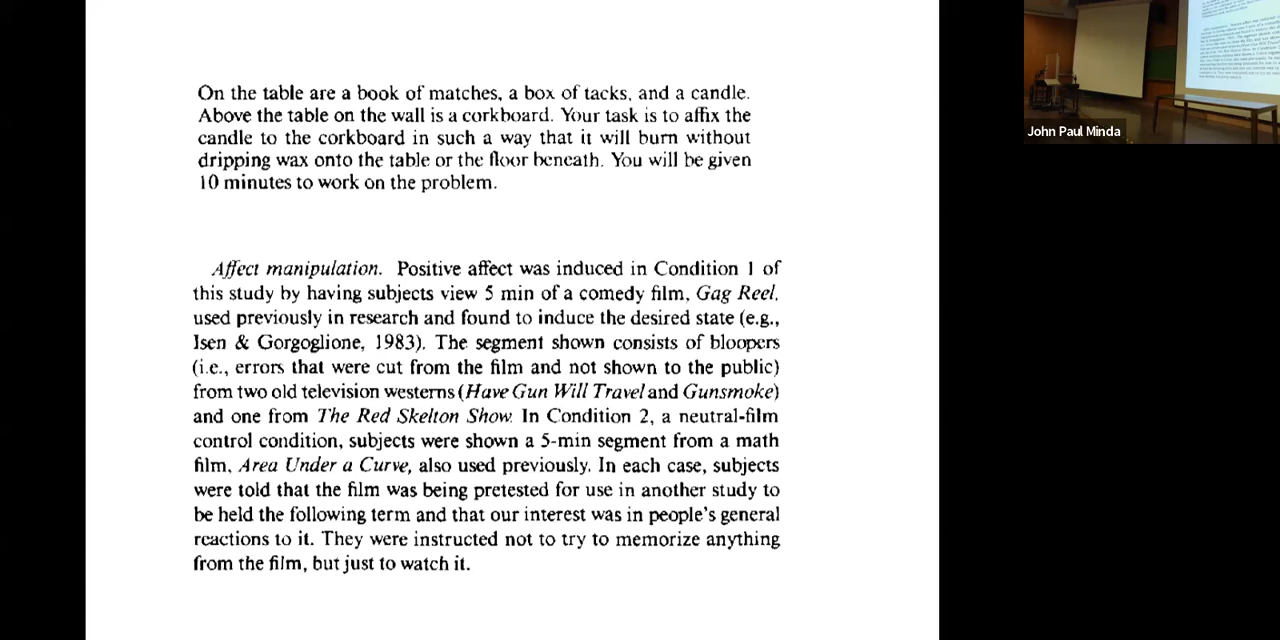 On the table are a book of matches, a box of tacks, and a candle.
Above the table on the wall is a corkboard. Your task is to affix the
candle to the corkboard in such a way that it will burn without
dripping wax onto the table or the floor beneath. You will be given
10 minutes to work on the problem.
Affect manipulation. Positive affect was induced in Condition 1 of
this study by having subjects view 5 min of a comedy film, Gag Reel,
used previously in research and found to induce the desired state (e.g.,
Isen & Gorgoglione, 1983). The segment shown consists of bloopers
(i.e., errors that were cut from the film and not shown to the public)
from two old television westerns (Have Gun Will Travel and Gunsmoke)
and one from The Red Skelton Show. In Condition 2, a neutral-film
control condition, subjects were shown a 5-min segment from a math
film, Area Under a Curve, also used previously. In each case, subjects
were told that the film was being pretested for use in another study to
be held the following term and that our interest was in people's general
reactions to it. They were instructed not to try to memorize anything
from the film, but just to watch it.
John Paul Minda